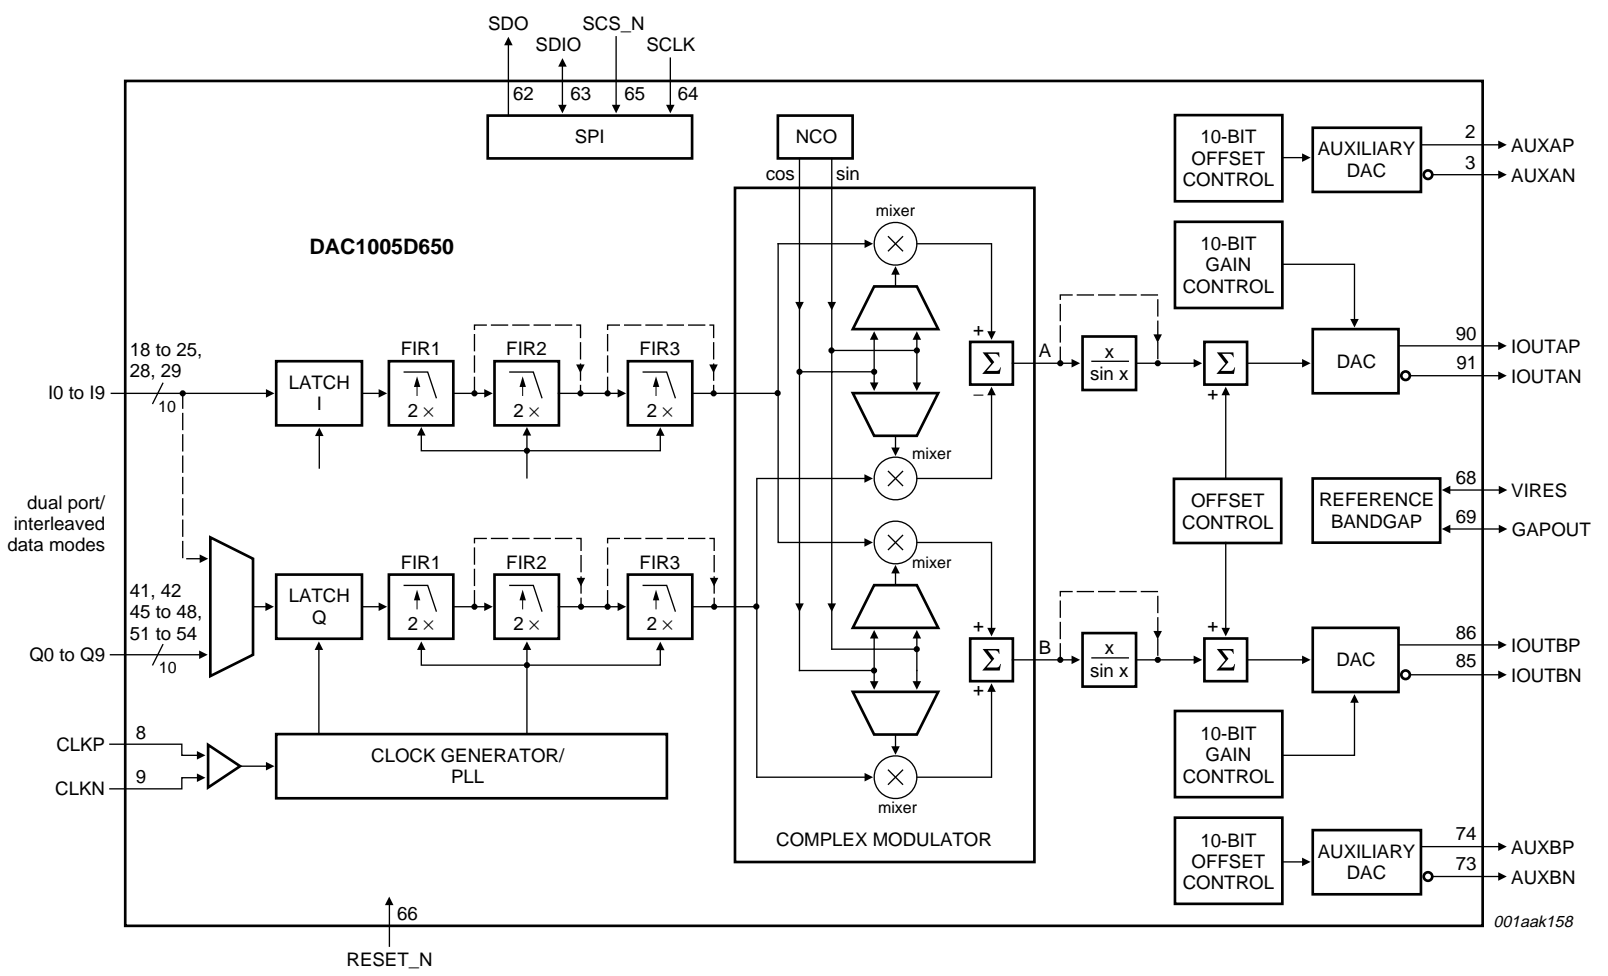 SDO
SCS_N
SDIO
SCLK
62
63
65
64
SPI
NCO
cos
sin
10-BIT
OFFSET
CONTROL
AUXILIARY
DAC
2
AUXAP
3
AUXAN
DAC1005D650
mixer
10-BIT
GAIN
CONTROL
18 to 25,
28, 29
I0 to I9
10
LATCH
I
FIR1
2 ×
FIR2
2 ×
FIR3
2 ×
+
Σ
−
A
x
sin x
Σ
+
DAC
90
IOUTAP
91
IOUTAN
mixer
dual port/
interleaved
data modes
OFFSET
CONTROL
REFERENCE
BANDGAP
68
VIRES
69
GAPOUT
mixer
41, 42
45 to 48,
51 to 54
Q0 to Q9
10
LATCH
Q
FIR1
2 ×
FIR2
2 ×
FIR3
2 ×
+
Σ
+
B
x
sin x
+
Σ
DAC
86
IOUTBP
85
IOUTBN
CLKP
8
CLKN
9
CLOCK GENERATOR/
PLL
mixer
10-BIT
GAIN
CONTROL
COMPLEX MODULATOR
10-BIT
OFFSET
CONTROL
AUXILIARY
DAC
74
AUXBP
73
AUXBN
66
RESET_N
001aak158